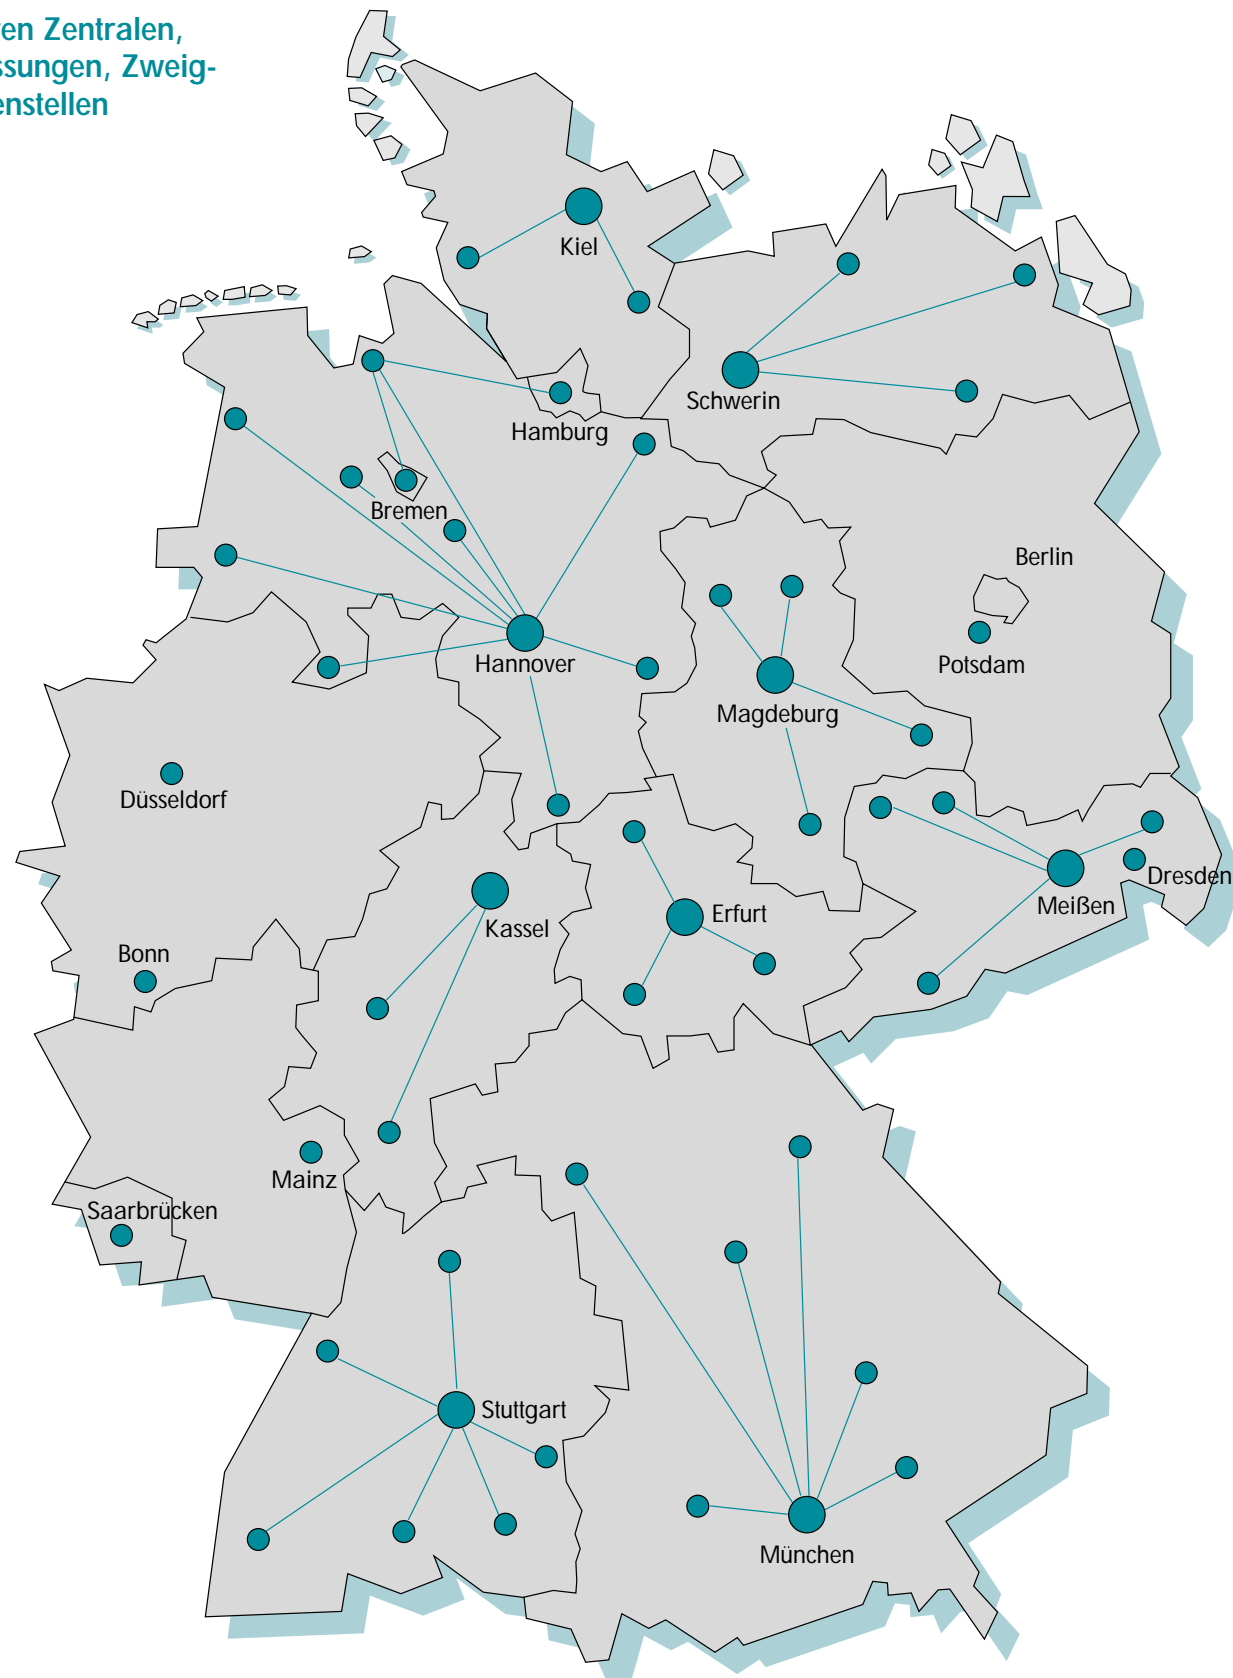 ren Zentralen,
ssungen, Zweig-
enstellen
Kiel
Schwerin
Hamburg
Bremen
Berlin
Hannover
Potsdam
Magdeburg
Düsseldorf
Dresden
Meißen
Erfurt
Kassel
Bonn
Mainz
Saarbrücken
Stuttgart
München